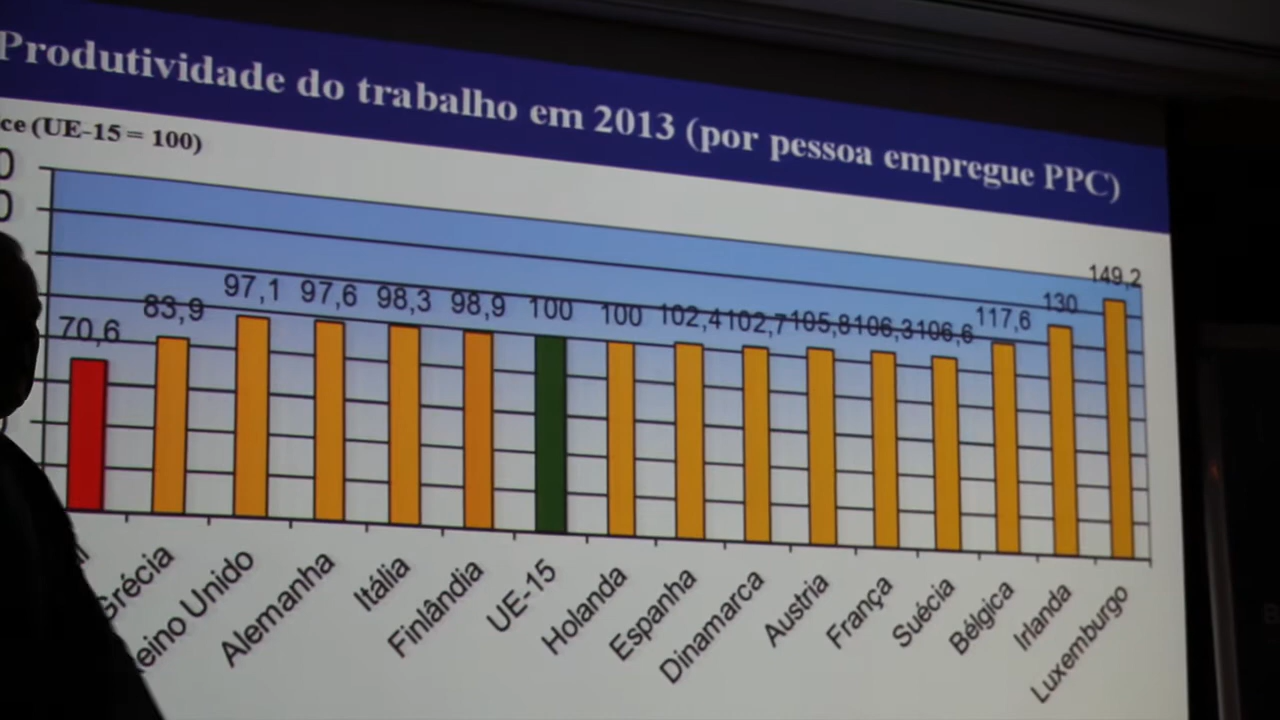 Produtividade do trabalho em 2013 (por pessoa empregue PPC)
(UE-15 = 100)
70,6 83,9 97,1 97,6 98,3 98,9 100 100 102,4 102,7 105,8 106,3 106,6 117,6 130 149,2
Grécia Reino Unido Alemanha Itália Finlândia UE-15 Holanda Espanha Dinamarca Austria França Suécia Bélgica Irlanda Luxemburgo